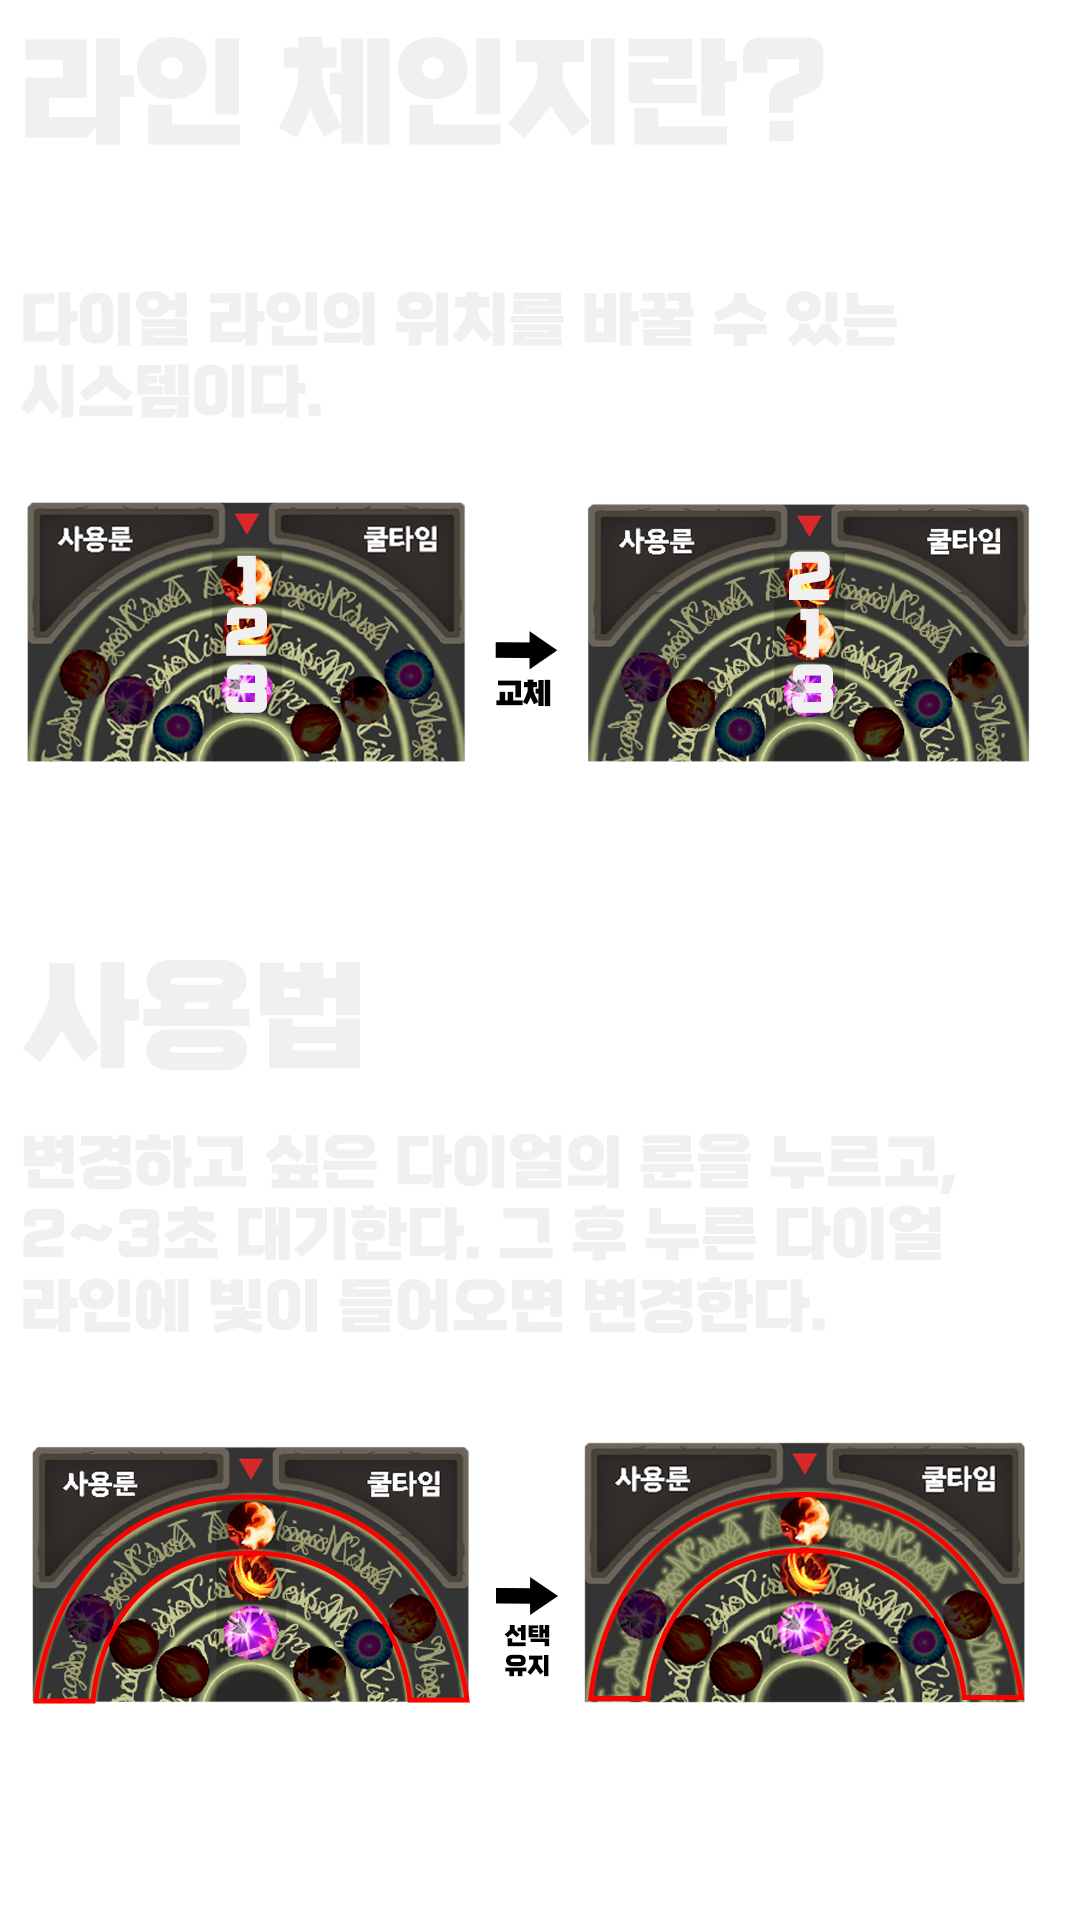 라인 체인지란?
다이얼 라인의 위치를 바꿀 수 있는
시스템이다.
사용룬
쿨타임
1
2
3
교체
사용룬
쿨타임
2
1
3
사용법
변경하고 싶은 다이얼의 룬을 누르고,
2~3초 대기한다. 그 후 누른 다이얼
라인에 빛이 들어오면 변경한다.
사용룬
쿨타임
선택
유지
사용룬
쿨타임